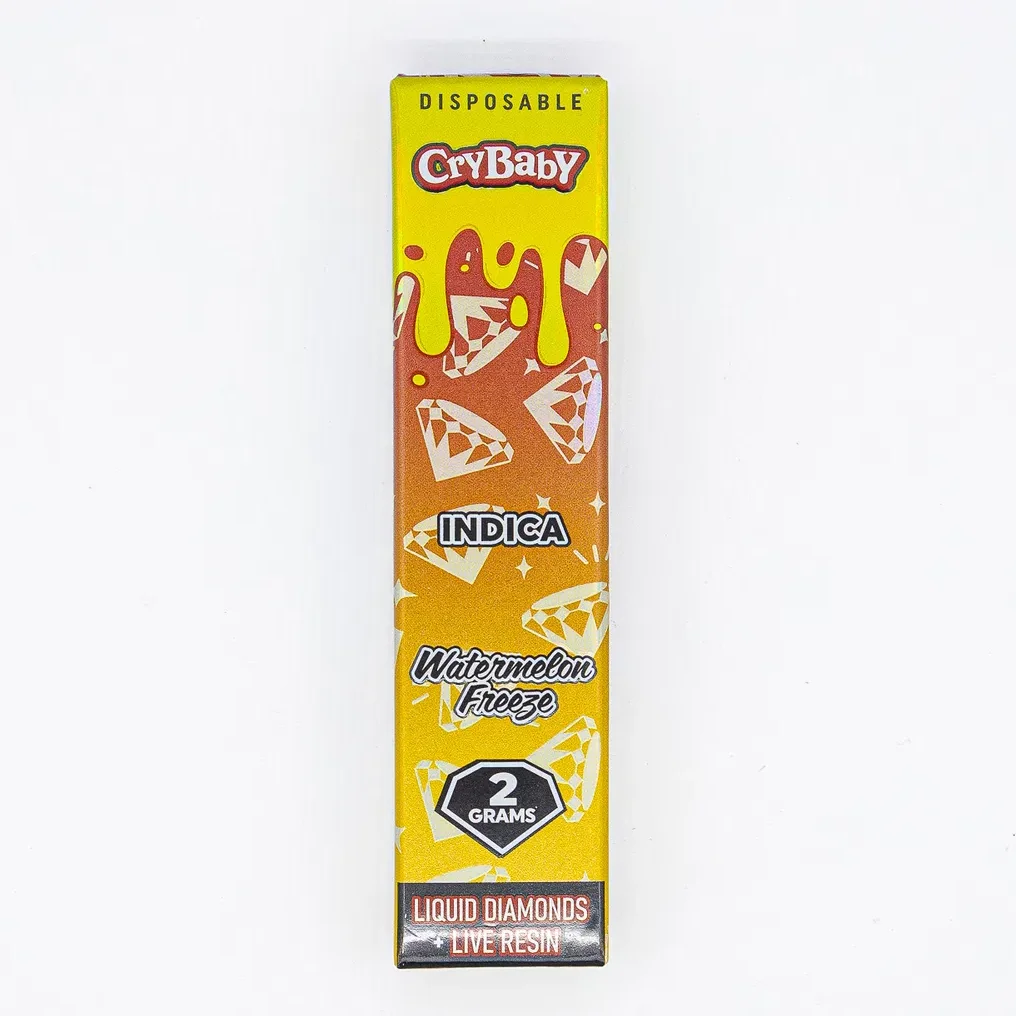 DISPOSABLE
CryBaby
INDICA
Watermelon
Freeze
2
GRAMS
LIQUID DIAMONDS
+ LIVE RESIN